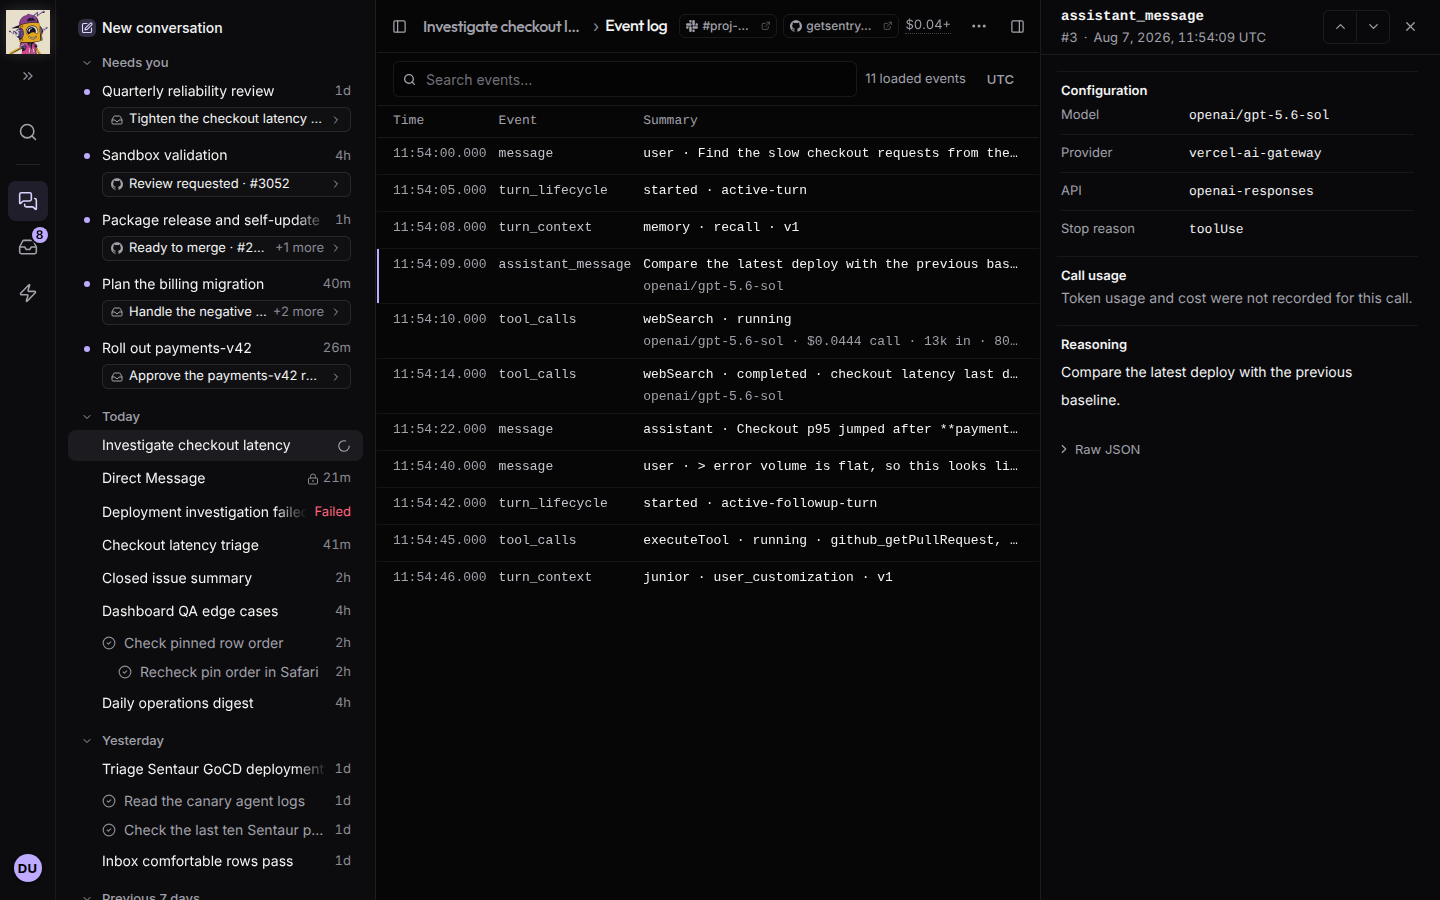 New conversation
Needs you
Quarterly reliability review 1d
Tighten the checkout latency ...
Sandbox validation 4h
Review requested · #3052
Package release and self-update 1h
Ready to merge · #2... +1 more
Plan the billing migration 40m
Handle the negative ... +2 more
Roll out payments-v42 26m
Approve the payments-v42 r...
Today
Investigate checkout latency
Direct Message 21m
Deployment investigation failed Failed
Checkout latency triage 41m
Closed issue summary 2h
Dashboard QA edge cases 4h
Check pinned row order 2h
Recheck pin order in Safari 2h
Daily operations digest 4h
Yesterday
Triage Sentaur GoCD deployment 1d
Read the canary agent logs 1d
Check the last ten Sentaur p... 1d
Inbox comfortable rows pass 1d
Previous 7 days
8
DU
Investigate checkout l... › Event log #proj-... getsentry... $0.04+
Search events... 11 loaded events UTC
Time Event Summary
11:54:00.000 message user · Find the slow checkout requests from the…
11:54:05.000 turn_lifecycle started · active-turn
11:54:08.000 turn_context memory · recall · v1
11:54:09.000 assistant_message Compare the latest deploy with the previous bas…
openai/gpt-5.6-sol
11:54:10.000 tool_calls webSearch · running
openai/gpt-5.6-sol · $0.0444 call · 13k in · 80…
11:54:14.000 tool_calls webSearch · completed · checkout latency last d…
openai/gpt-5.6-sol
11:54:22.000 message assistant · Checkout p95 jumped after **payment…
11:54:40.000 message user · > error volume is flat, so this looks li…
11:54:42.000 turn_lifecycle started · active-followup-turn
11:54:45.000 tool_calls executeTool · running · github_getPullRequest, …
11:54:46.000 turn_context junior · user_customization · v1
assistant_message
#3 · Aug 7, 2026, 11:54:09 UTC
Configuration
Model openai/gpt-5.6-sol
Provider vercel-ai-gateway
API openai-responses
Stop reason toolUse
Call usage
Token usage and cost were not recorded for this call.
Reasoning
Compare the latest deploy with the previous
baseline.
Raw JSON